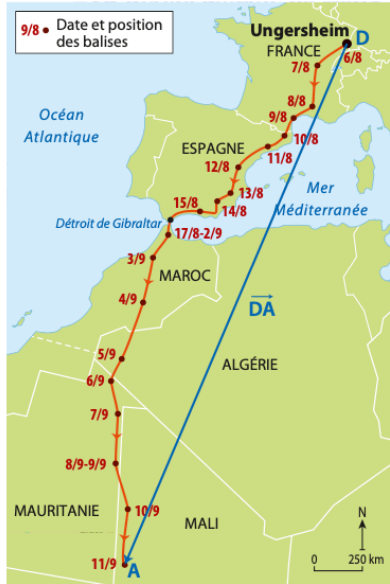 9/8 Date et position
des balises
Ungersheim
D
FRANCE
6/8
7/8
8/8
Océan
Atlantique
9/8
10/8
ESPAGNE
11/8
12/8
Mer
Méditerranée
13/8
15/8
14/8
Détroit de Gibraltar
17/8-2/9
3/9
MAROC
4/9
DA
5/9
ALGÉRIE
6/9
7/9
8/9-9/9
MAURITANIE
10/9
MALI
N
11/9
A
0 250 km